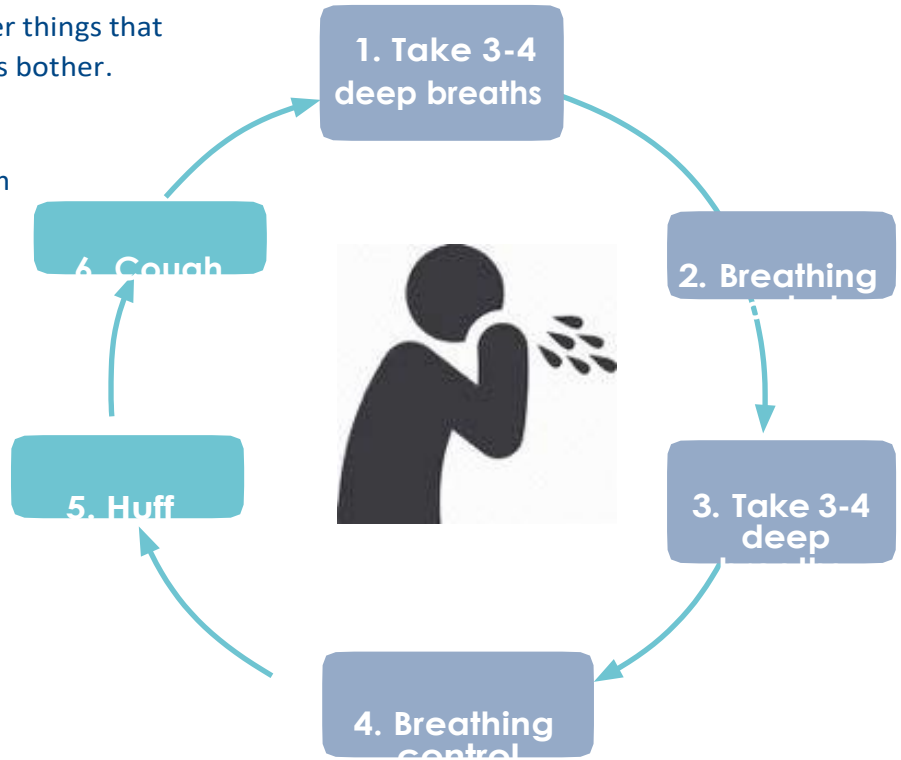 er things that
s bother.
n
1. Take 3-4
deep breaths
2. Breathing
3. Take 3-4
deep
4. Breathing
control
5. Huff
6. Cough